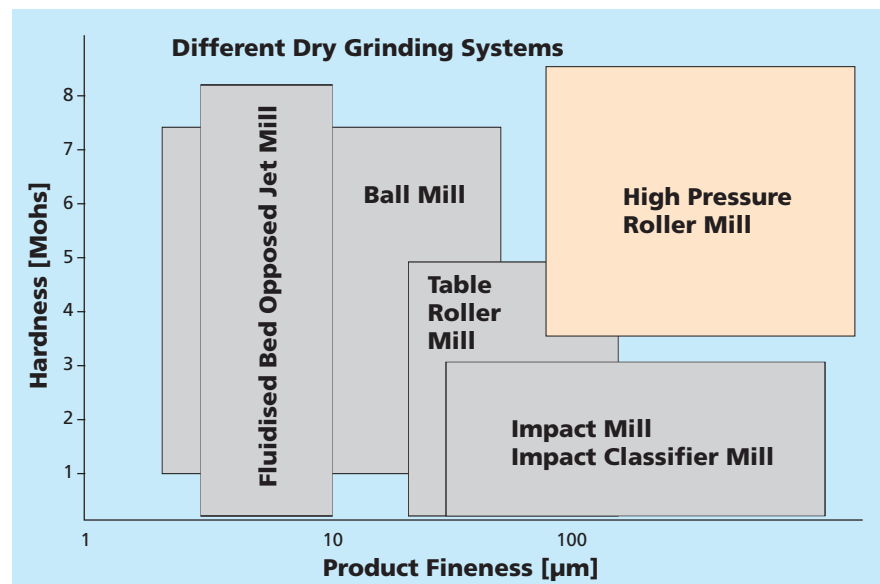 Different Dry Grinding Systems
Hardness [Mohs]
8
7
6
5
4
3
2
1
Fluidised Bed Opposed Jet Mill
Ball Mill
Table
Roller
Mill
High Pressure
Roller Mill
Impact Mill
Impact Classifier Mill
1
10
100
Product Fineness [µm]